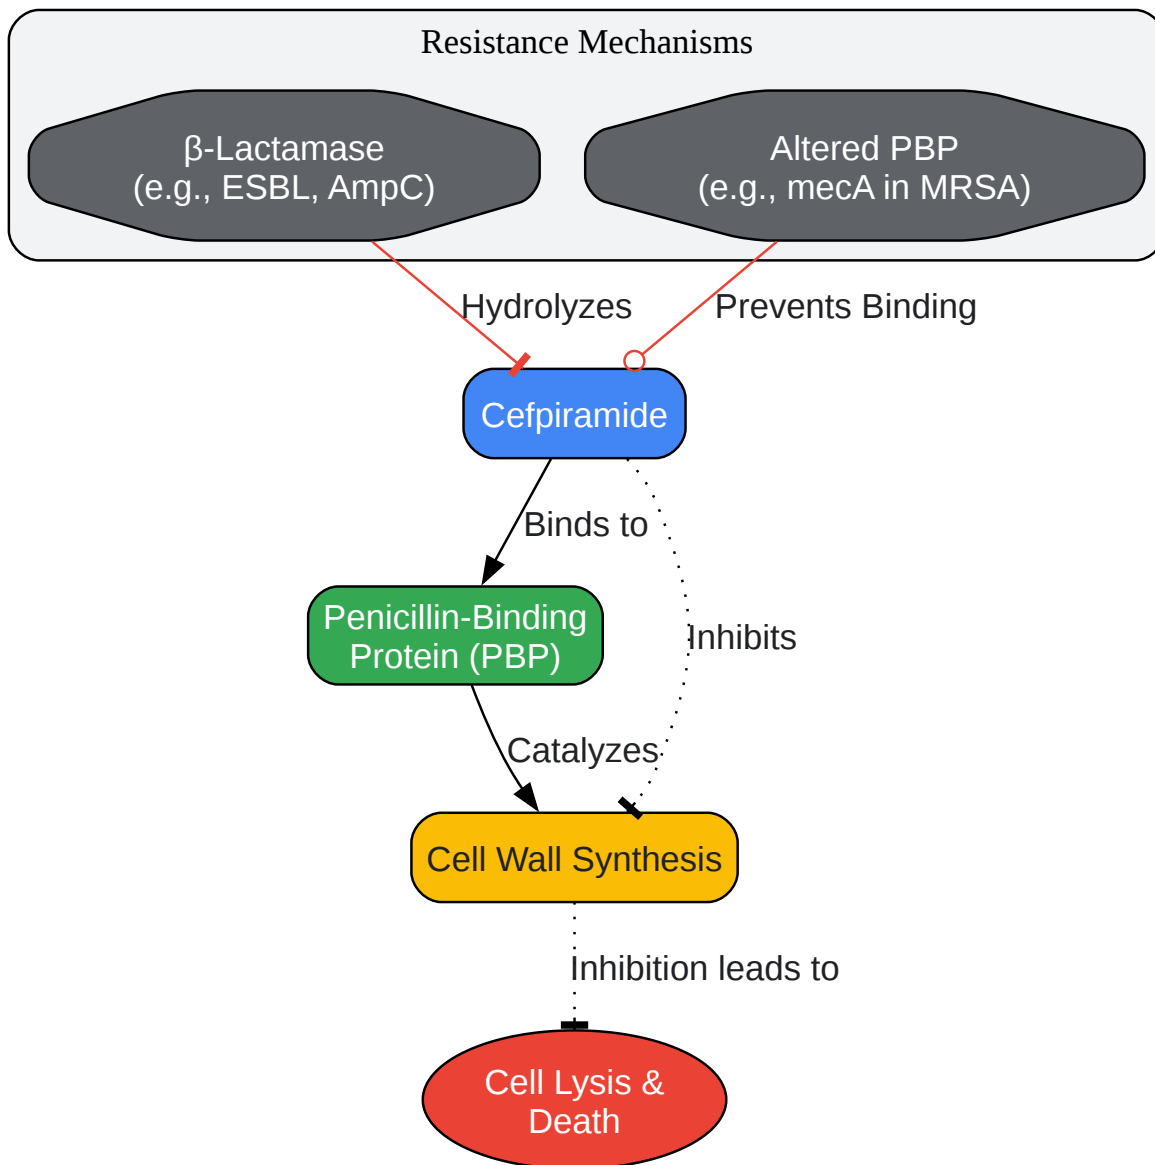 Resistance Mechanisms
β-Lactamase
(e.g., ESBL, AmpC)
Altered PBP
(e.g., mecA in MRSA)
Hydrolyzes
Prevents Binding
Cefpiramide
Binds to
Penicillin-Binding
Protein (PBP)
Inhibits
Catalyzes
Cell Wall Synthesis
Inhibition leads to
Cell Lysis &
Death